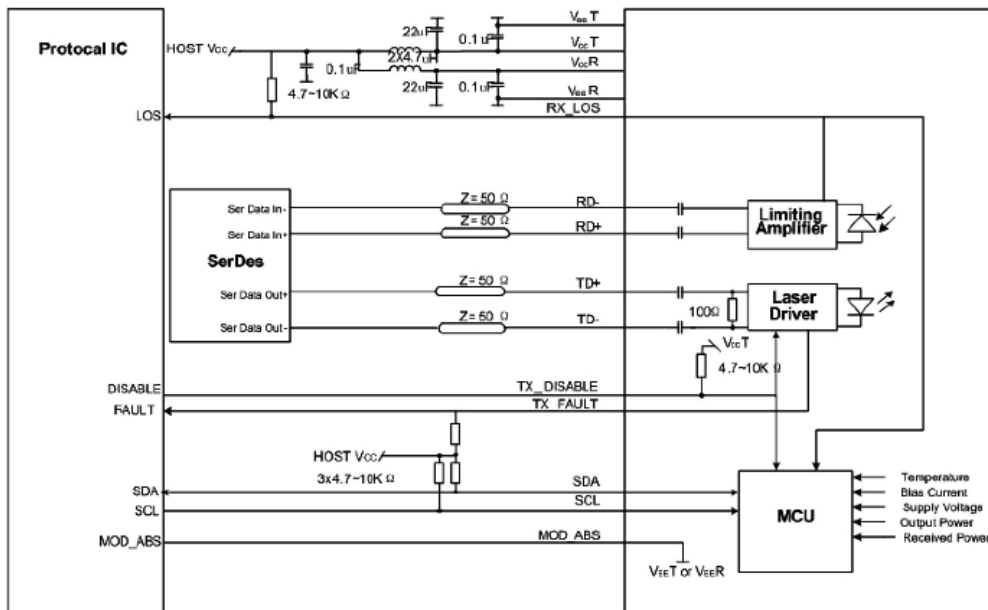 Protocal IC
HOST Vcc
22uF
0.1uF
2X4.7uH
0.1uF
4.7~10K Ω
22uF
0.1uF
VEET
VccT
VccR
VEER
RX_LOS
LOS
SerDes
Ser Data In-
Ser Data In+
Ser Data Out+
Ser Data Out-
Z= 50 Ω
Z= 50 Ω
Z= 50 Ω
Z= 50 Ω
RD-
RD+
TD+
TD-
Limiting
Amplifier
Laser
Driver
100Ω
VccT
4.7~10K Ω
DISABLE
TX_DISABLE
FAULT
TX_FAULT
HOST Vcc
3x4.7~10K Ω
SDA
SDA
SCL
SCL
MOD_ABS
MOD_ABS
VEET or VEER
MCU
Temperature
Bias Current
Supply Voltage
Output Power
Received Power